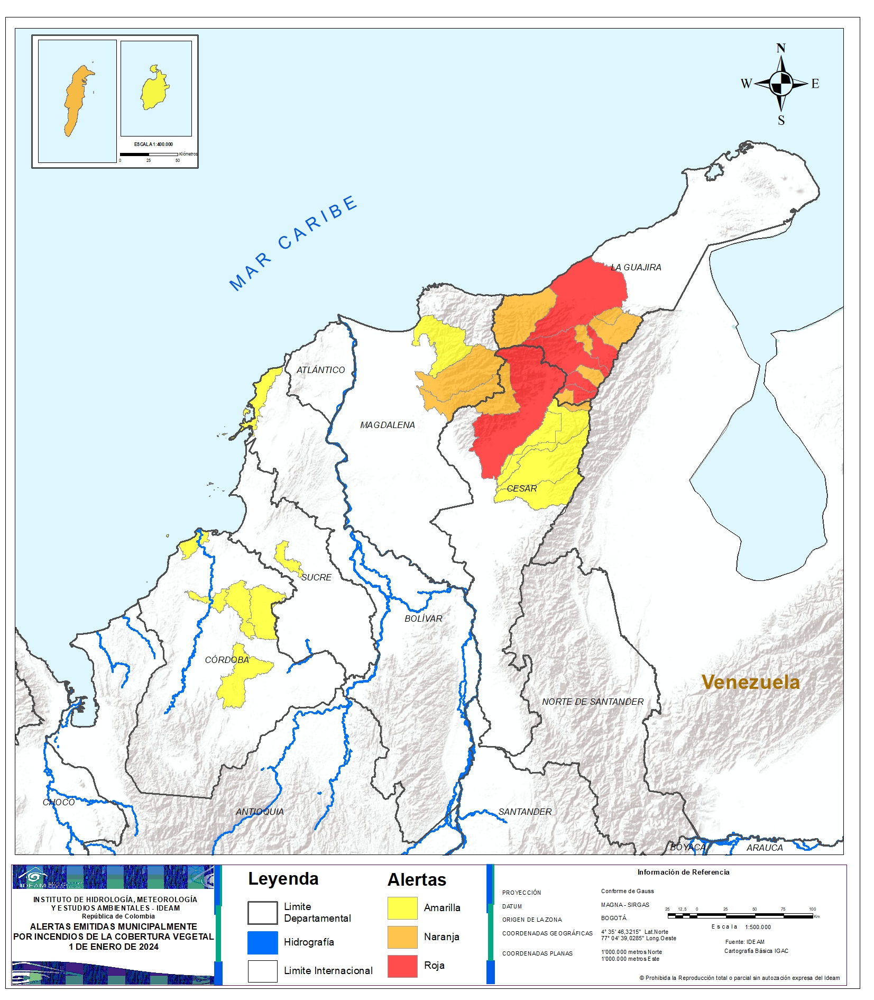 N
W
E
S
ESCALA 1:400.000
Kilómetros
0 25 50
MAR CARIBE
LA GUAJIRA
ATLÁNTICO
MAGDALENA
CESAR
SUCRE
BOLÍVAR
CÓRDOBA
Venezuela
NORTE DE SANTANDER
CHOCÓ
ANTIOQUIA
SANTANDER
BOYACÁ
ARAUCA
IDEAM
INSTITUTO DE HIDROLOGÍA, METEOROLOGÍA
Y ESTUDIOS AMBIENTALES - IDEAM
República de Colombia
ALERTAS EMITIDAS MUNICIPALMENTE
POR INCENDIOS DE LA COBERTURA VEGETAL
1 DE ENERO DE 2024
Leyenda
Limite
Departamental
Hidrografía
Limite Internacional
Alertas
Amarilla
Naranja
Roja
Información de Referencia
PROYECCIÓN Conforme de Gauss
DATUM MAGNA - SIRGAS
ORIGEN DE LA ZONA BOGOTÁ
COORDENADAS GEOGRÁFICAS 4° 35' 46,3215" Lat.Norte
77° 04' 39,0285" Long.Oeste
COORDENADAS PLANAS 1'000.000 metros Norte
1'000.000 metros Este
25 12,5 0 25 50 75 100
Km
Escala 1:500.000
Fuente: IDEAM
Cartografía Básica IGAC
© Prohibida la Reproducción total o parcial sin autozación expresa del Ideam